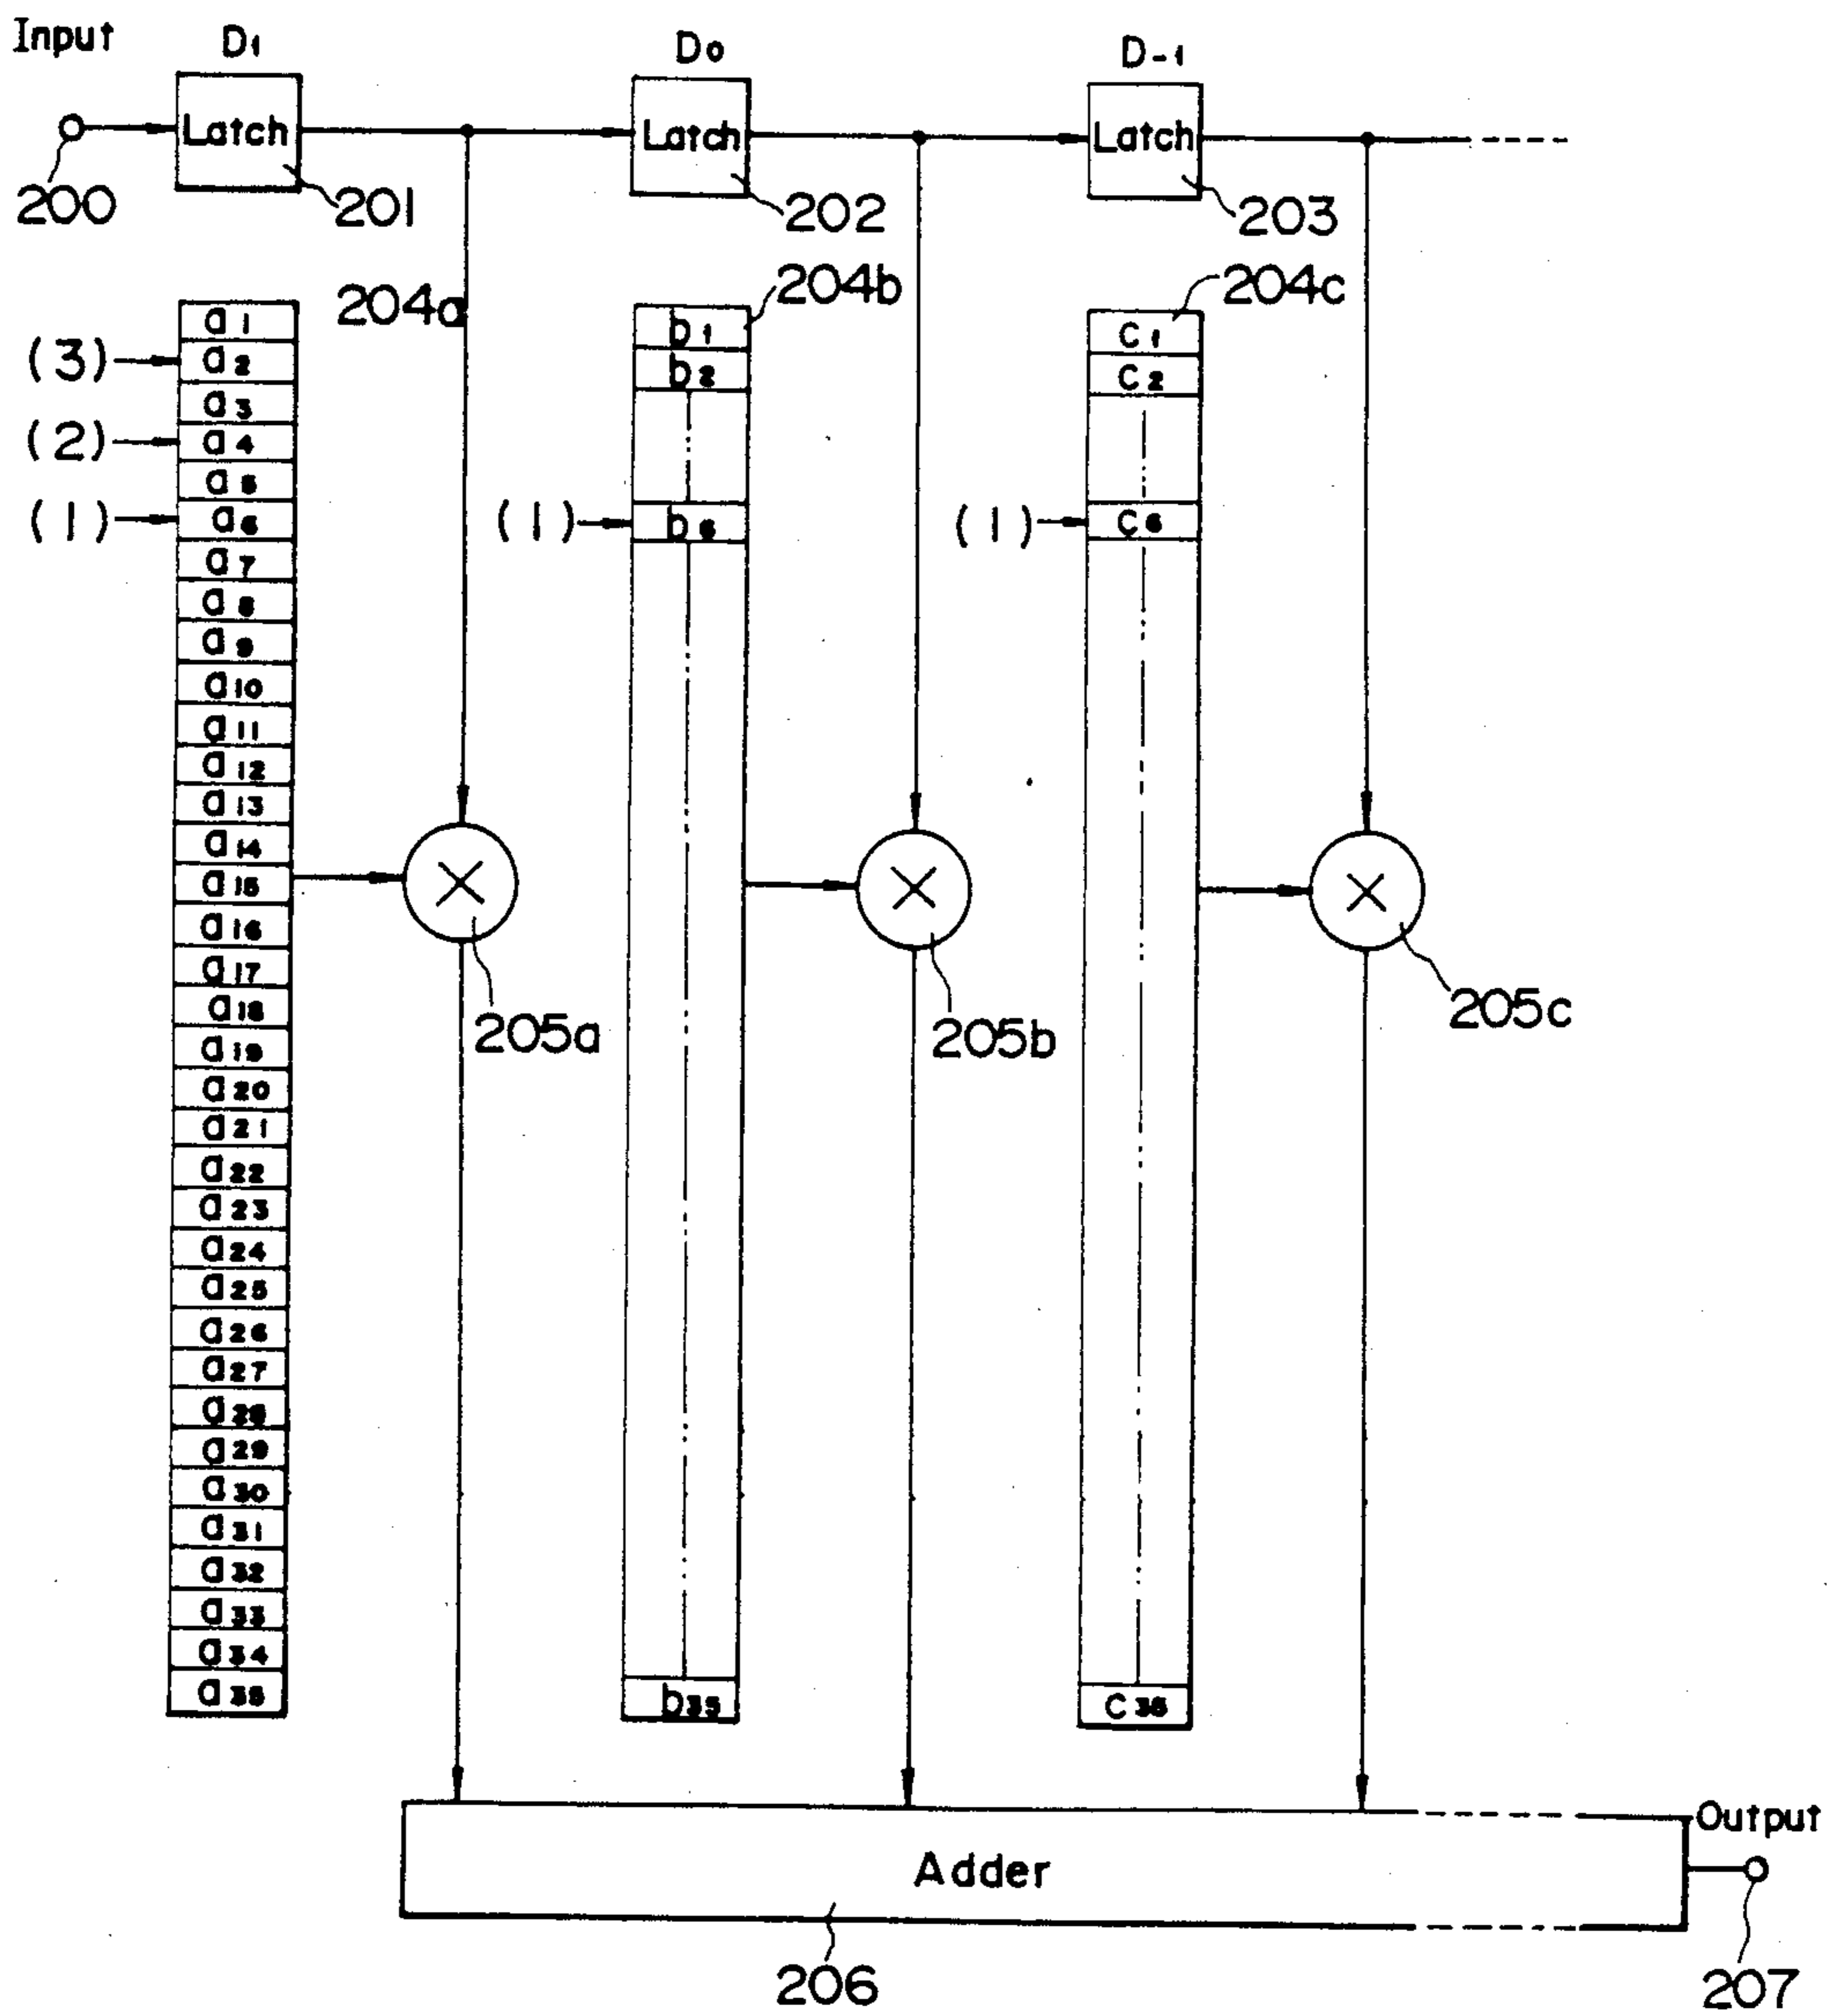 Input
D1
D0
D-1
Latch
Latch
Latch
200
201
202
203
204a
204b
204c
a1
(3)
a2
a3
(2)
a4
a5
(1)
a6
a7
a8
a9
a10
a11
a12
a13
a14
a15
a16
a17
a18
a19
a20
a21
a22
a23
a24
a25
a26
a27
a28
a29
a30
a31
a32
a33
a34
a35
b1
b2
(1)
b6
b35
c1
c2
(1)
c6
c35
×
×
×
205a
205b
205c
Adder
Output
206
207